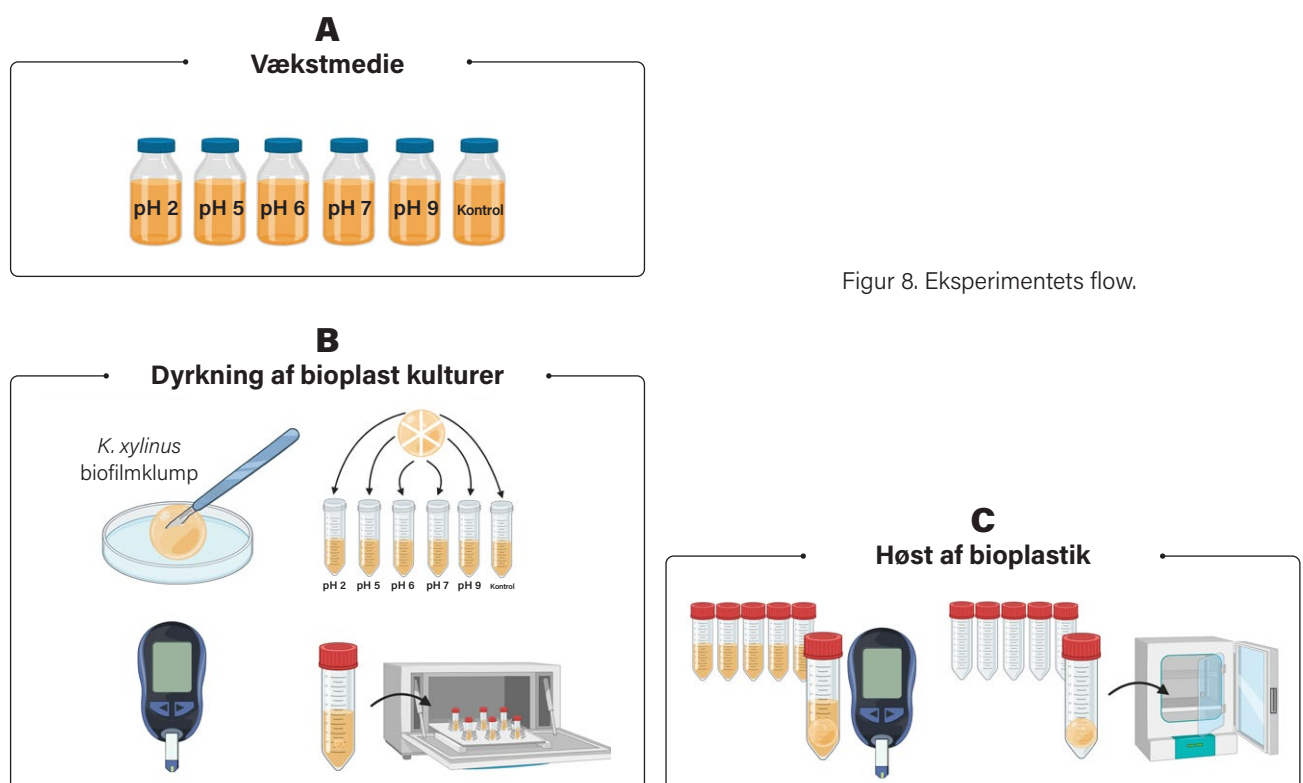 A
Vækstmedie
pH 2 pH 5 pH 6 pH 7 pH 9 Kontrol
Figur 8. Eksperimentets flow.
B
Dyrkning af bioplast kulturer
K. xylinus
biofilmklump
pH 2 pH 5 pH 6 pH 7 pH 9 Kontrol
C
Høst af bioplastik